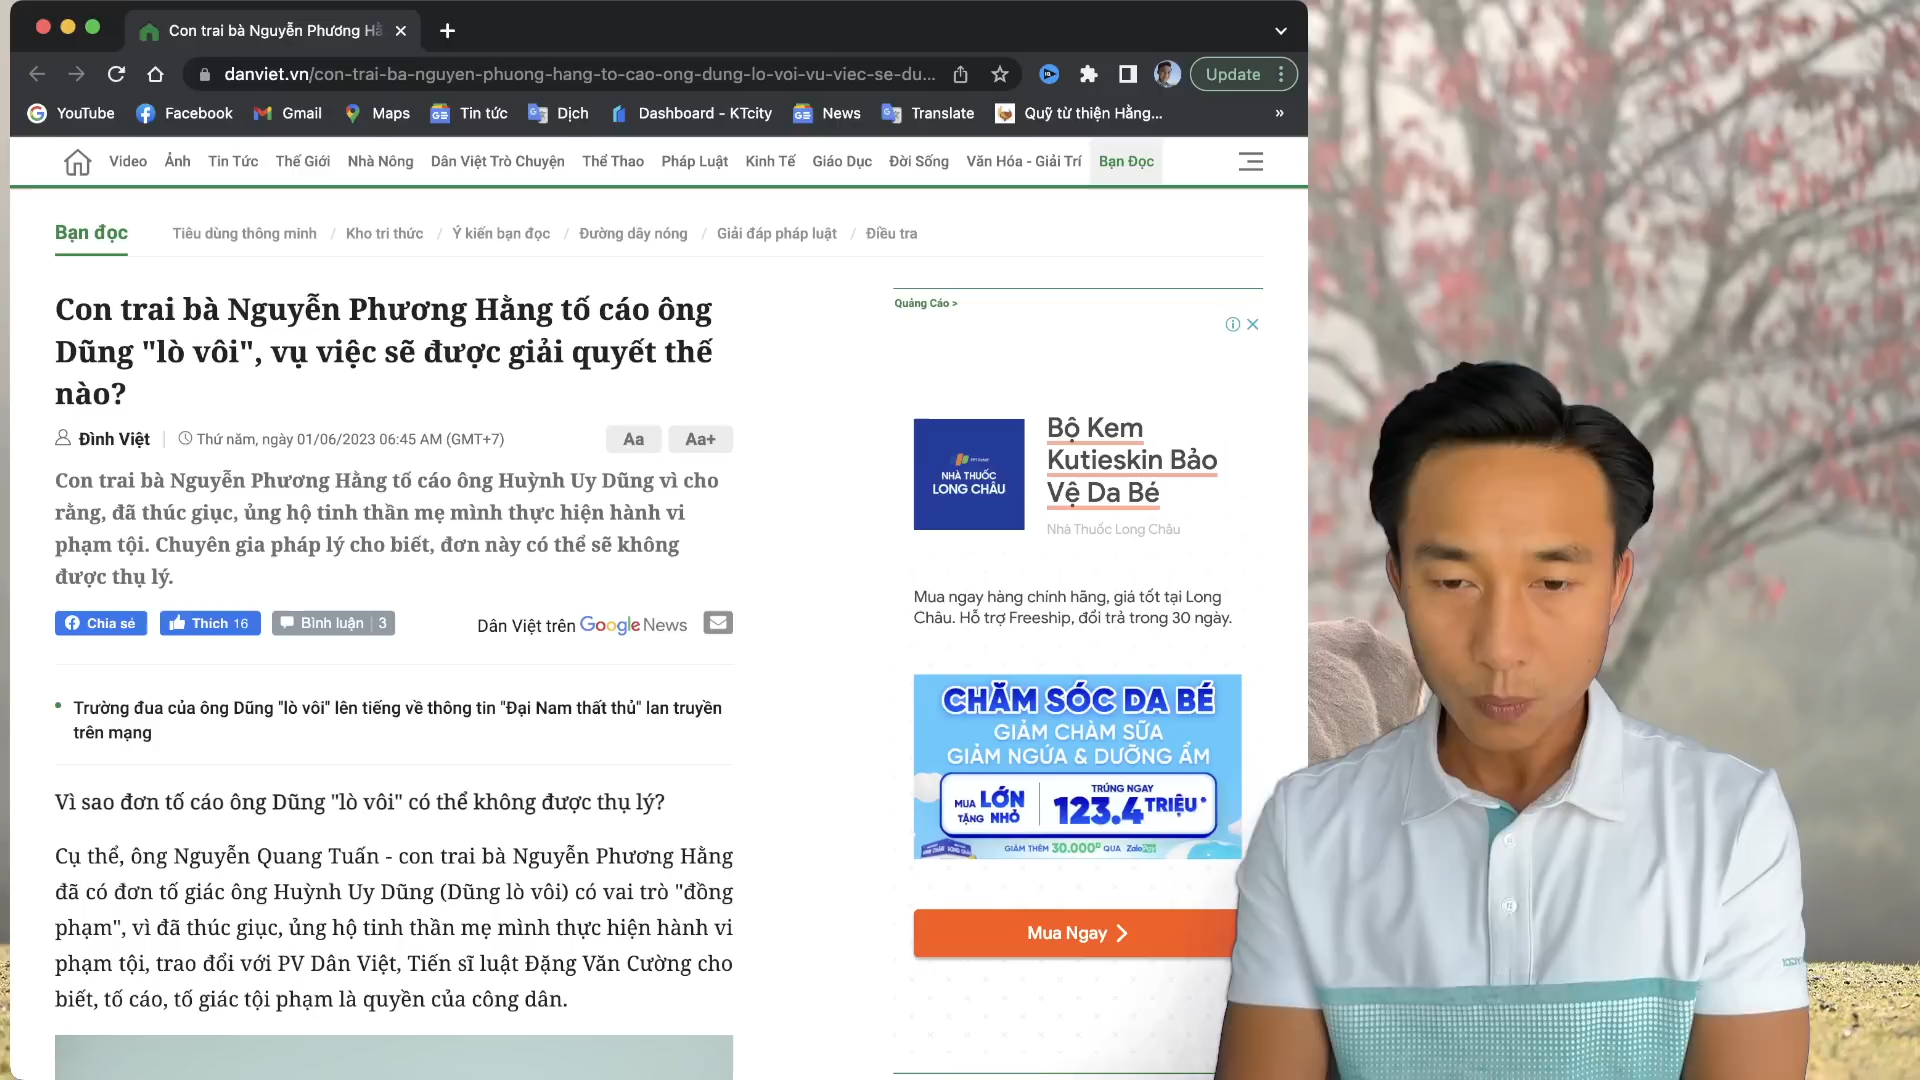 Con trai bà Nguyễn Phương Hằ
danviet.vn/con-trai-ba-nguyen-phuong-hang-to-cao-ong-dung-lo-voi-vu-viec-se-du...
Update
YouTube Facebook Gmail Maps Tin tức Dịch Dashboard - KTcity News Translate Quỹ từ thiện Hằng... »
Video Ảnh Tin Tức Thế Giới Nhà Nông Dân Việt Trò Chuyện Thể Thao Pháp Luật Kinh Tế Giáo Dục Đời Sống Văn Hóa - Giải Trí Bạn Đọc
Bạn đọc Tiêu dùng thông minh / Kho tri thức / Ý kiến bạn đọc / Đường dây nóng / Giải đáp pháp luật / Điều tra
Con trai bà Nguyễn Phương Hằng tố cáo ông
Dũng "lò vôi", vụ việc sẽ được giải quyết thế
nào?
Đình Việt Thứ năm, ngày 01/06/2023 06:45 AM (GMT+7) Aa Aa+
Con trai bà Nguyễn Phương Hằng tố cáo ông Huỳnh Uy Dũng vì cho
rằng, đã thúc giục, ủng hộ tinh thần mẹ mình thực hiện hành vi
phạm tội. Chuyên gia pháp lý cho biết, đơn này có thể sẽ không
được thụ lý.
Chia sẻ Thích 16 Bình luận 3 Dân Việt trên Google News
Trường đua của ông Dũng "lò vôi" lên tiếng về thông tin "Đại Nam thất thủ" lan truyền
trên mạng
Vì sao đơn tố cáo ông Dũng "lò vôi" có thể không được thụ lý?
Cụ thể, ông Nguyễn Quang Tuấn - con trai bà Nguyễn Phương Hằng
đã có đơn tố giác ông Huỳnh Uy Dũng (Dũng lò vôi) có vai trò "đồng
phạm", vì đã thúc giục, ủng hộ tinh thần mẹ mình thực hiện hành vi
phạm tội, trao đổi với PV Dân Việt, Tiến sĩ luật Đặng Văn Cường cho
biết, tố cáo, tố giác tội phạm là quyền của công dân.
Quảng Cáo >
NHÀ THUỐC
LONG CHÂU
Bộ Kem
Kutieskin Bảo
Vệ Da Bé
Nhà Thuốc Long Châu
Mua ngay hàng chính hãng, giá tốt tại Long
Châu. Hỗ trợ Freeship, đổi trả trong 30 ngày.
CHĂM SÓC DA BÉ
GIẢM CHÀM SỮA
GIẢM NGỨA & DƯỠNG ẨM
MUA LỚN
TẶNG NHỎ
TRÚNG NGAY
123.4 TRIỆU*
GIẢM THÊM 30.000Đ QUA ZaloPay
Mua Ngay